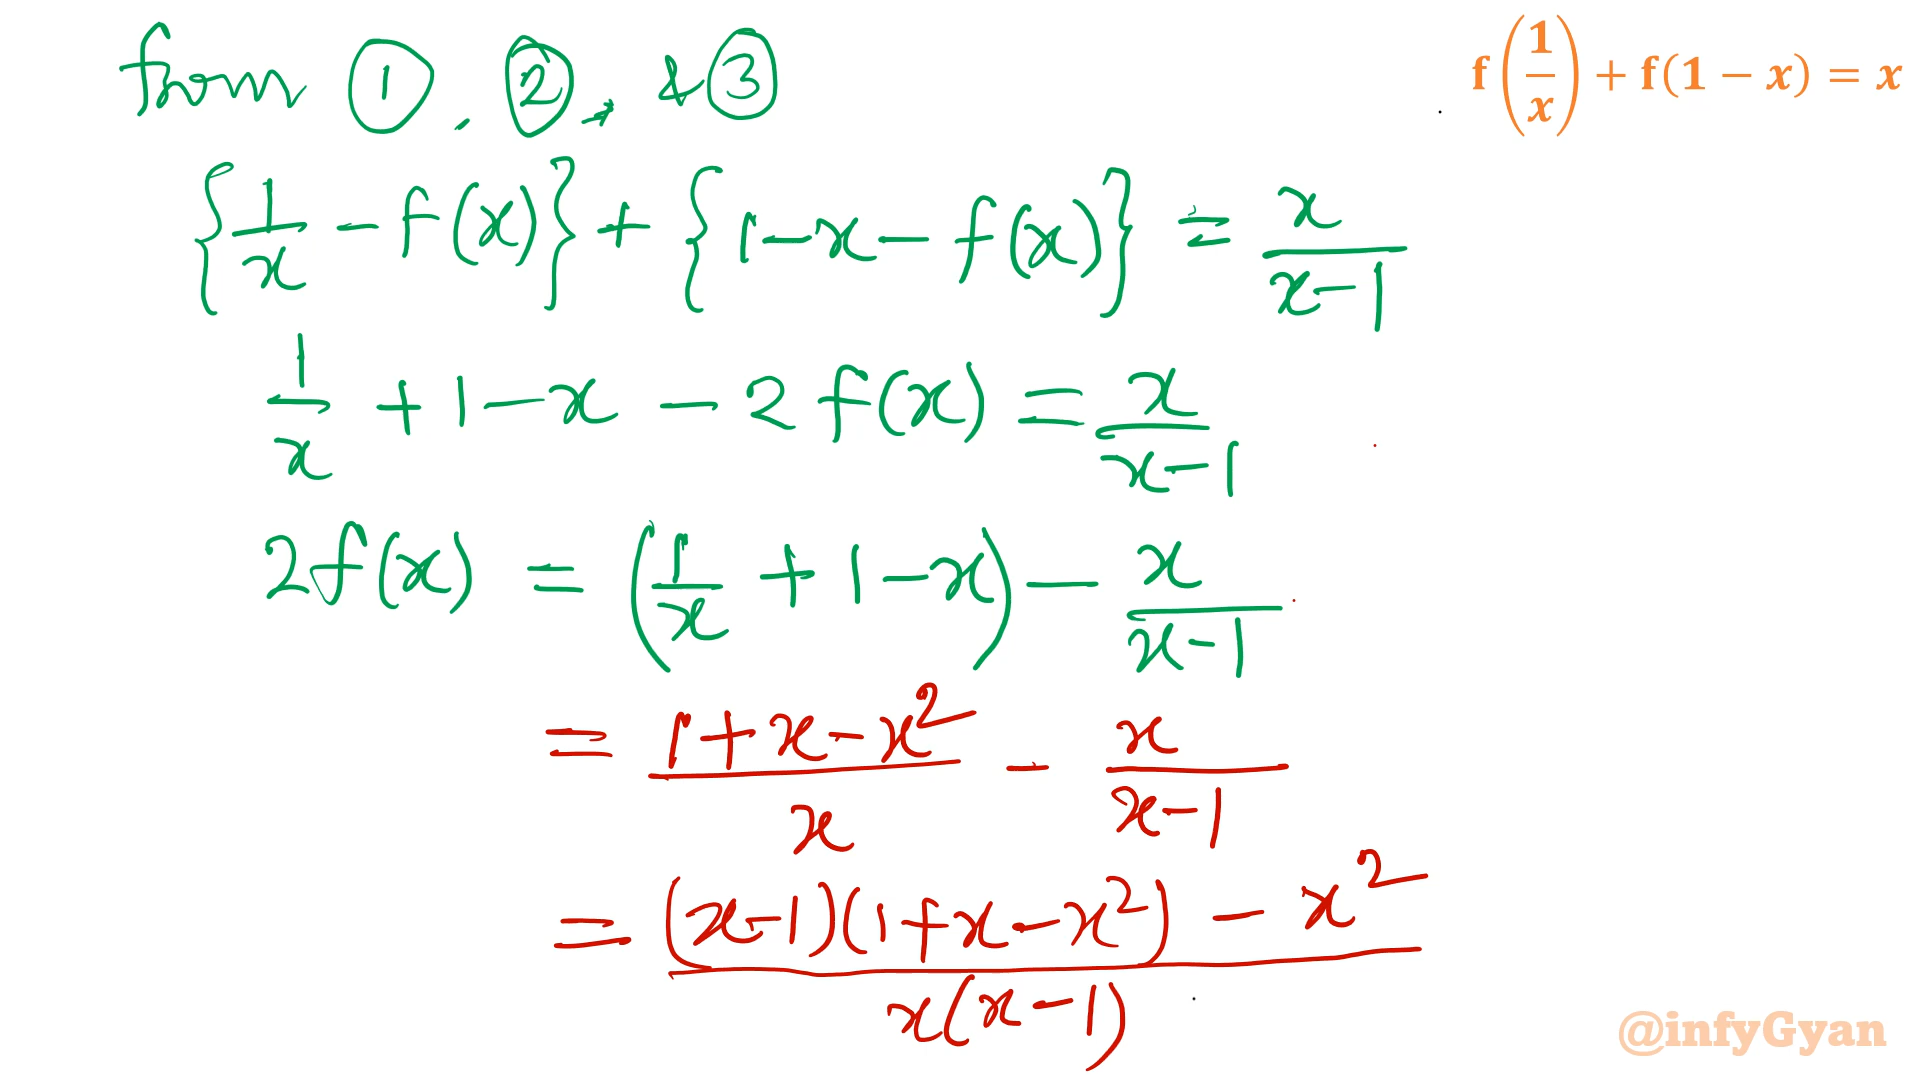 from ①, ②, & ③
f(1/x) + f(1 − x) = x
{1/x − f(x)} + {1 − x − f(x)} = x/(x−1)
1/x + 1 − x − 2f(x) = x/(x−1)
2f(x) = (1/x + 1 − x) − x/(x−1)
= (1+x−x²)/x − x/(x−1)
= ((x−1)(1+x−x²) − x²)/(x(x−1))
@infyGyan